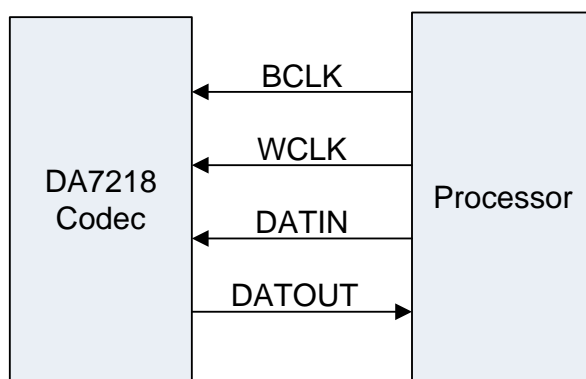 BCLK
WCLK
DA7218
Codec
Processor
DATIN
DATOUT